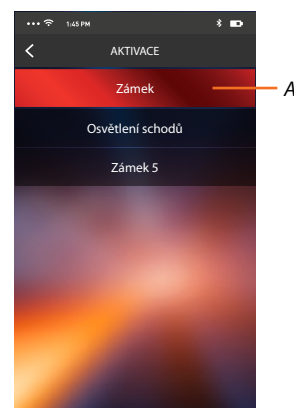 1:45 PM
AKTIVACE
Zámek
A
Osvětlení schodů
Zámek 5